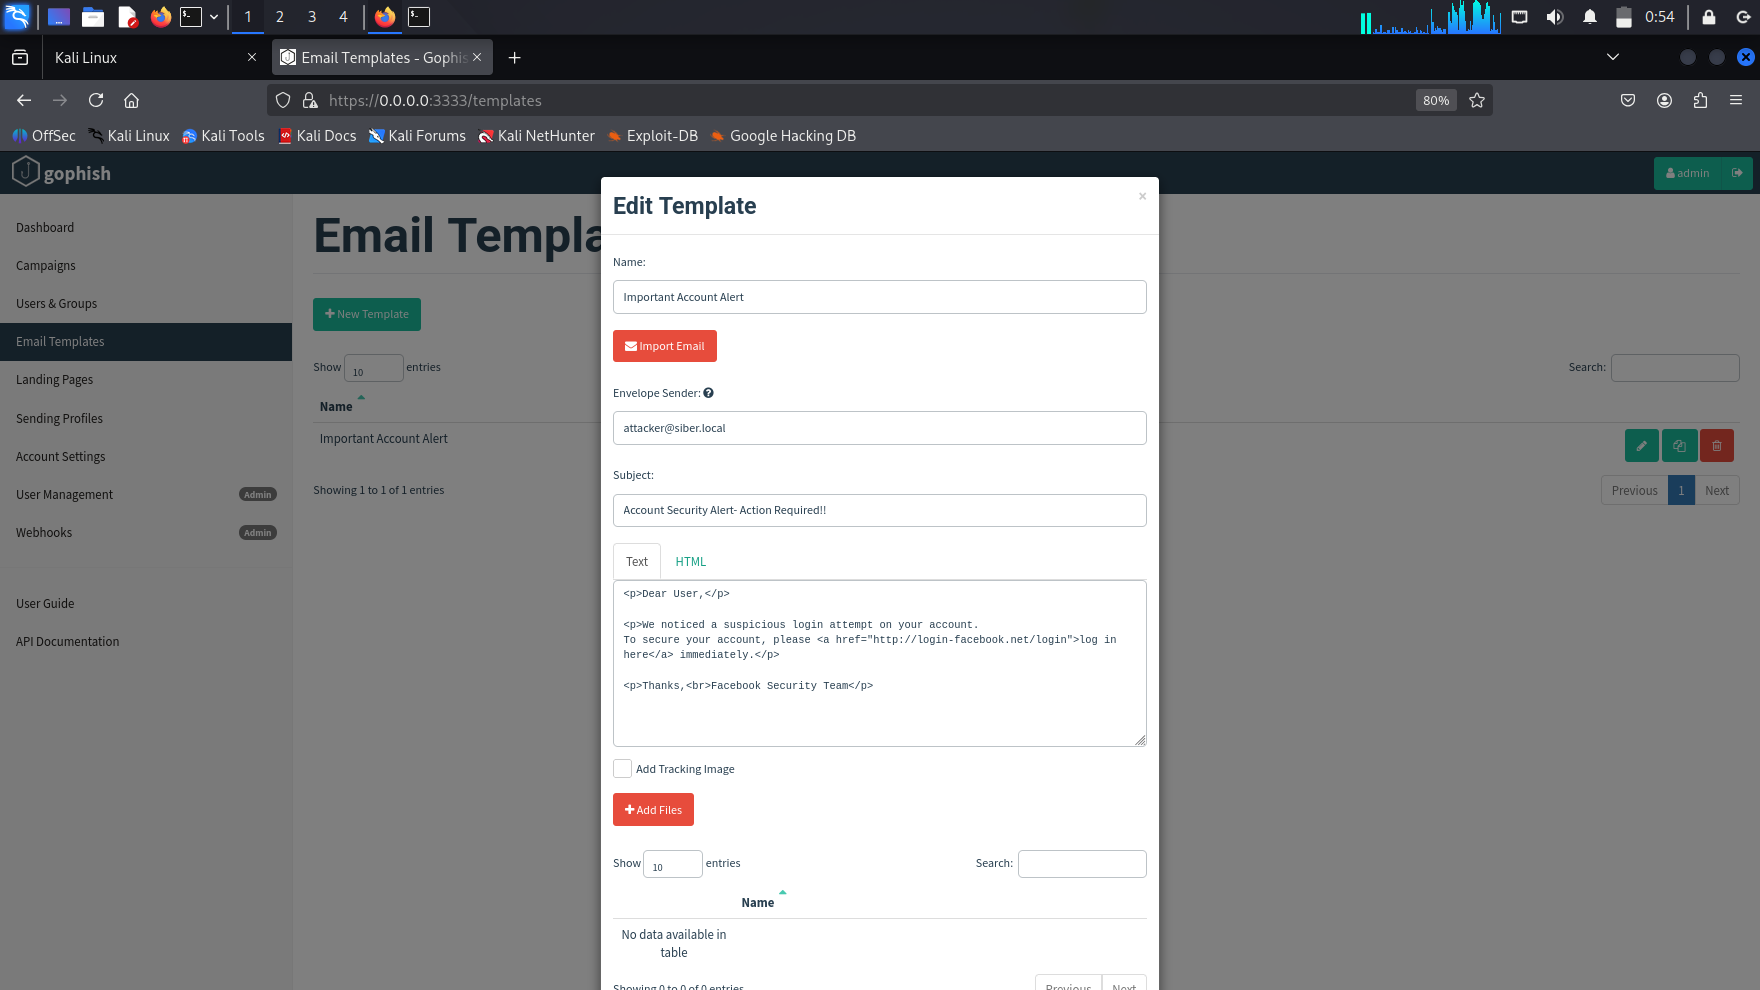 1 2 3 4
0:54
Kali Linux
Email Templates - Gophis
https://0.0.0.0:3333/templates
80%
OffSec Kali Linux Kali Tools Kali Docs Kali Forums Kali NetHunter Exploit-DB Google Hacking DB
gophish
admin
Dashboard
Campaigns
Users & Groups
Email Templates
Landing Pages
Sending Profiles
Account Settings
User Management Admin
Webhooks Admin
User Guide
API Documentation
Email Templa
New Template
Show 10 entries
Search:
Name
Important Account Alert
Showing 1 to 1 of 1 entries
Previous 1 Next
Edit Template
×
Name:
Important Account Alert
Import Email
Envelope Sender:
attacker@siber.local
Subject:
Account Security Alert- Action Required!!
Text HTML
<p>Dear User,</p>
<p>We noticed a suspicious login attempt on your account.
To secure your account, please <a href="http://login-facebook.net/login">log in
here</a> immediately.</p>
<p>Thanks,<br>Facebook Security Team</p>
Add Tracking Image
Add Files
Show 10 entries
Search:
Name
No data available in
table
Showing 0 to 0 of 0 entries
Previous Next